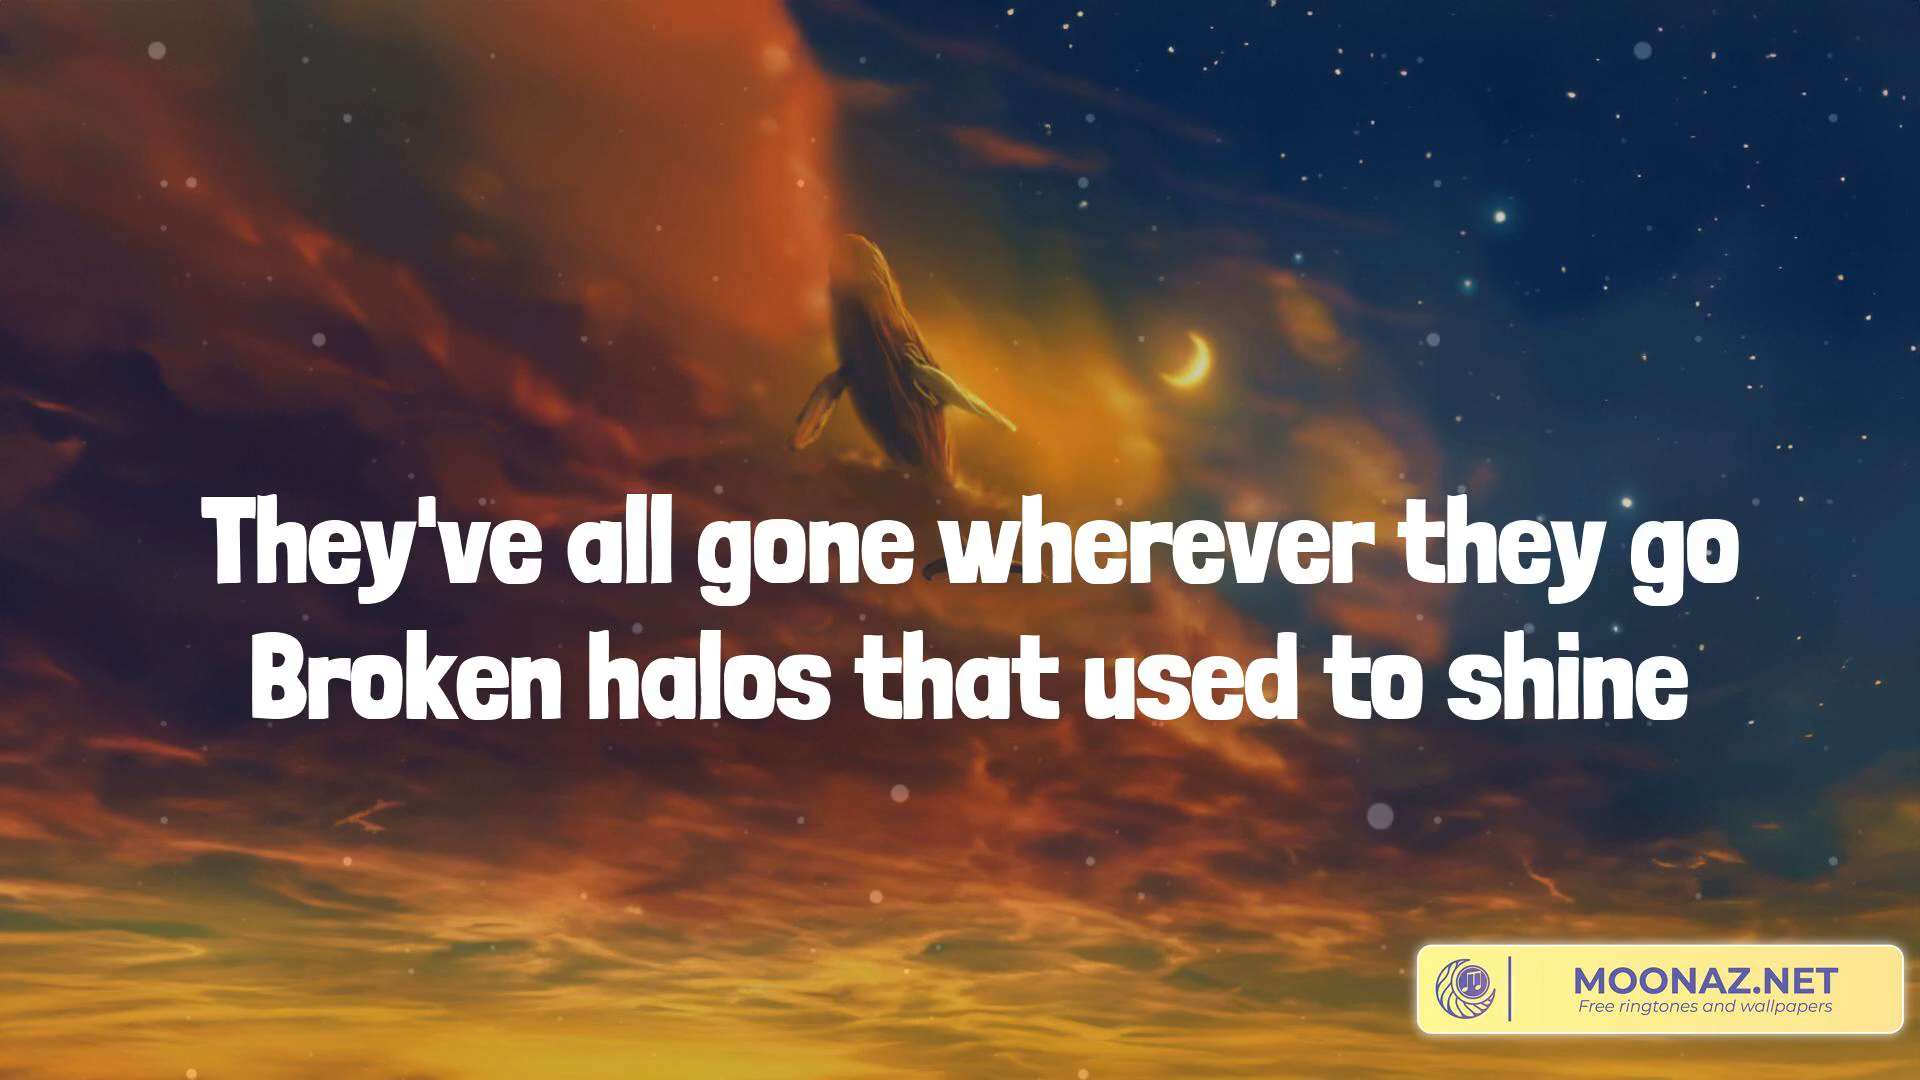 They've all gone wherever they go
Broken halos that used to shine
MOONAZ.NET
Free ringtones and wallpapers